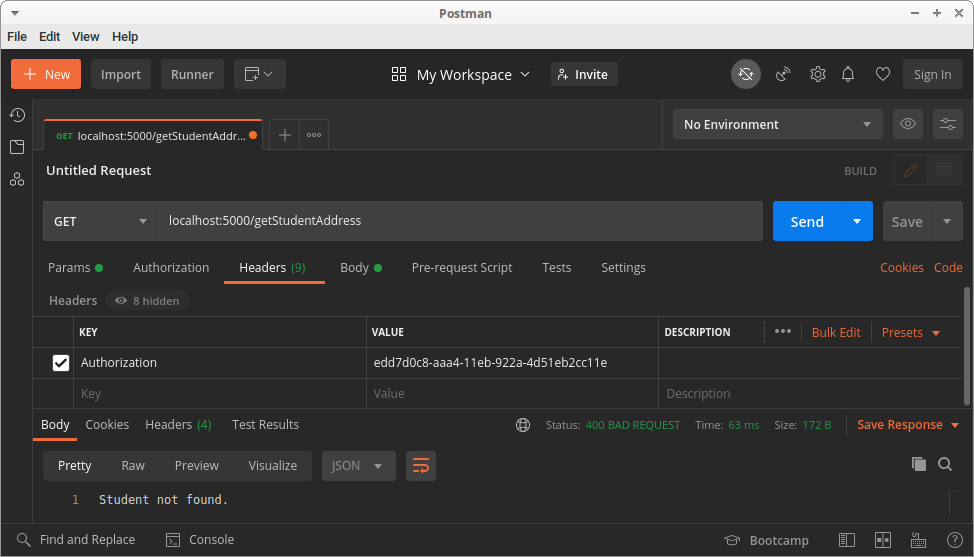 Postman
File Edit View Help
+ New Import Runner My Workspace Invite Sign In
GET localhost:5000/getStudentAddr... + ooo No Environment
Untitled Request BUILD
GET localhost:5000/getStudentAddress Send Save
Params Authorization Headers (9) Body Pre-request Script Tests Settings Cookies Code
Headers 8 hidden
KEY VALUE DESCRIPTION ••• Bulk Edit Presets
Authorization edd7d0c8-aaa4-11eb-922a-4d51eb2cc11e
Key Value Description
Body Cookies Headers (4) Test Results Status: 400 BAD REQUEST Time: 63 ms Size: 172 B Save Response
Pretty Raw Preview Visualize JSON
1 Student not found.
Find and Replace Console Bootcamp